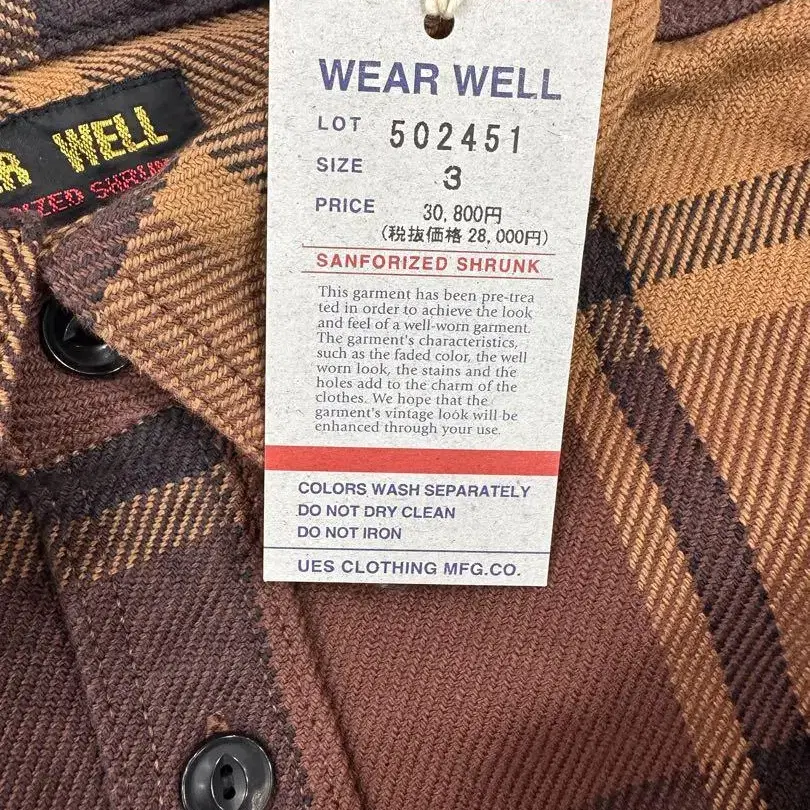 WEAR WELL
LOT 502451
SIZE 3
PRICE 30,800円
(税抜価格 28,000円)
SANFORIZED SHRUNK
This garment has been pre-trea
ted in order to achieve the look
and feel of a well-worn garment.
The garment's characteristics,
such as the faded color, the well
worn look, the stains and the
holes add to the charm of the
clothes. We hope that the
garment's vintage look will be
enhanced through your use.
COLORS WASH SEPARATELY
DO NOT DRY CLEAN
DO NOT IRON
UES CLOTHING MFG.CO.
WELL